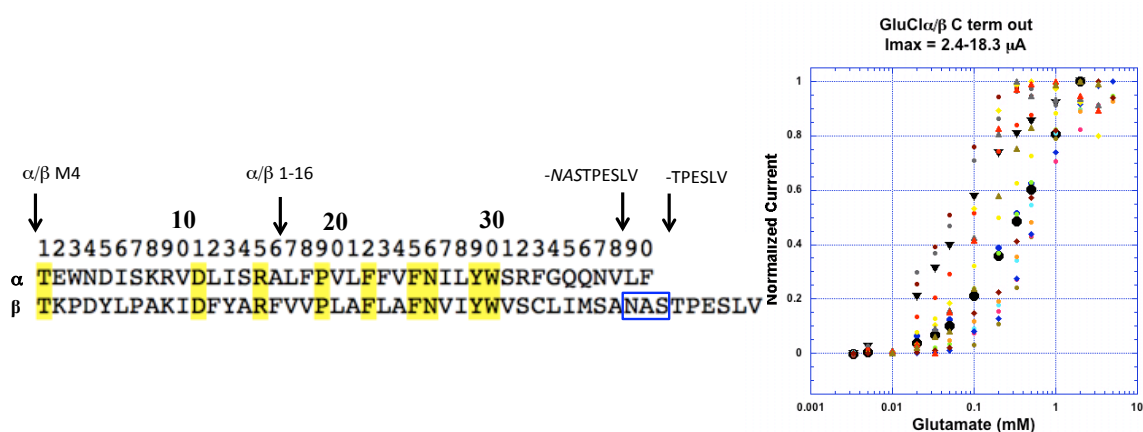 α/β M4
α/β 1-16
-NASTPESLV
-TPESLV
10
20
30
1234567890123456789012345678901234567890
α TEWNDISKRVDLISRALFPVLFFVFNILYWSRFGQQNVLF
β TKPDYLPAKIDFYARFVVPLAFLAFNVIYWVSCLIMSANASTPESLV
GluClα/β C term out
Imax = 2.4-18.3 μA
Normalized Current
1
0.8
0.6
0.4
0.2
0
0.001
0.01
0.1
1
10
Glutamate (mM)